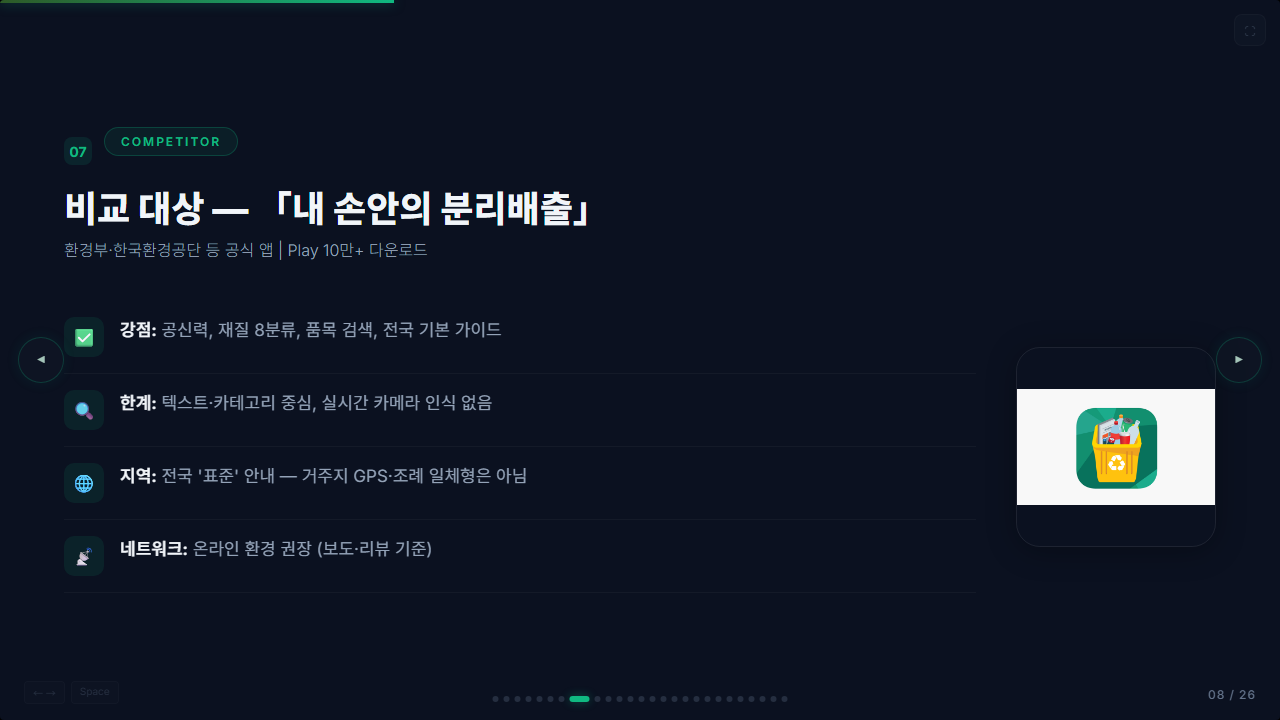 07
COMPETITOR
비교 대상 — 「내 손안의 분리배출」
환경부·한국환경공단 등 공식 앱 | Play 10만+ 다운로드
강점: 공신력, 재질 8분류, 품목 검색, 전국 기본 가이드
한계: 텍스트·카테고리 중심, 실시간 카메라 인식 없음
지역: 전국 '표준' 안내 — 거주지 GPS·조례 일체형은 아님
네트워크: 온라인 환경 권장 (보도·리뷰 기준)
← →
Space
08 / 26